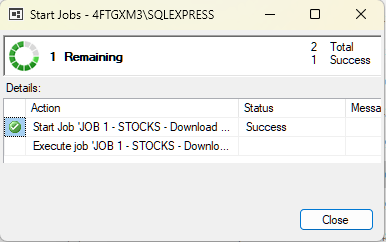 Start Jobs - 4FTGXM3\SQLEXPRESS
1 Remaining
2 Total
1 Success
Details:
Action Status Messa
Start Job 'JOB 1 - STOCKS - Download ... Success
Execute job 'JOB 1 - STOCKS - Downlo...
Close